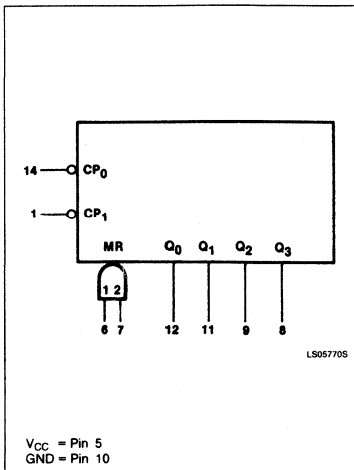 14 CP0
1 CP1
MR Q0 Q1 Q2 Q3
1 2
6 7 12 11 9 8
LS05770S
VCC = Pin 5
GND = Pin 10